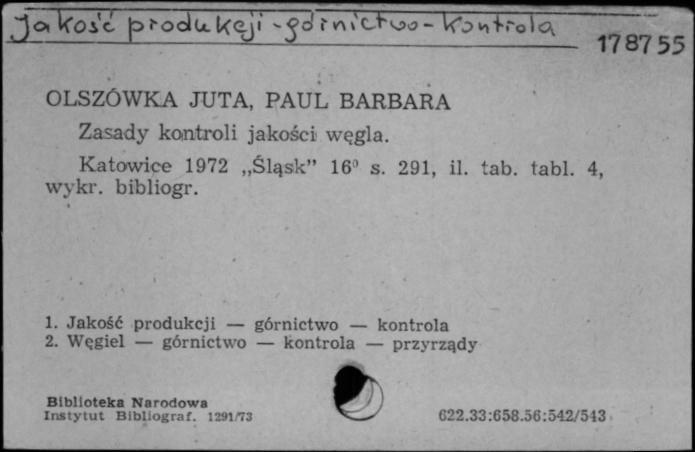 Jakość produkcji - górnictwo - kontrola
178755
OLSZÓWKA JUTA, PAUL BARBARA
Zasady kontroli jakości węgla.
Katowice 1972 „Śląsk” 16⁰ s. 291, il. tab. tabl. 4,
wykr. bibliogr.
1. Jakość produkcji — górnictwo — kontrola
2. Węgiel — górnictwo — kontrola — przyrządy
Biblioteka Narodowa
Instytut Bibliograf. 1291/73
622.33:658.56:542/543